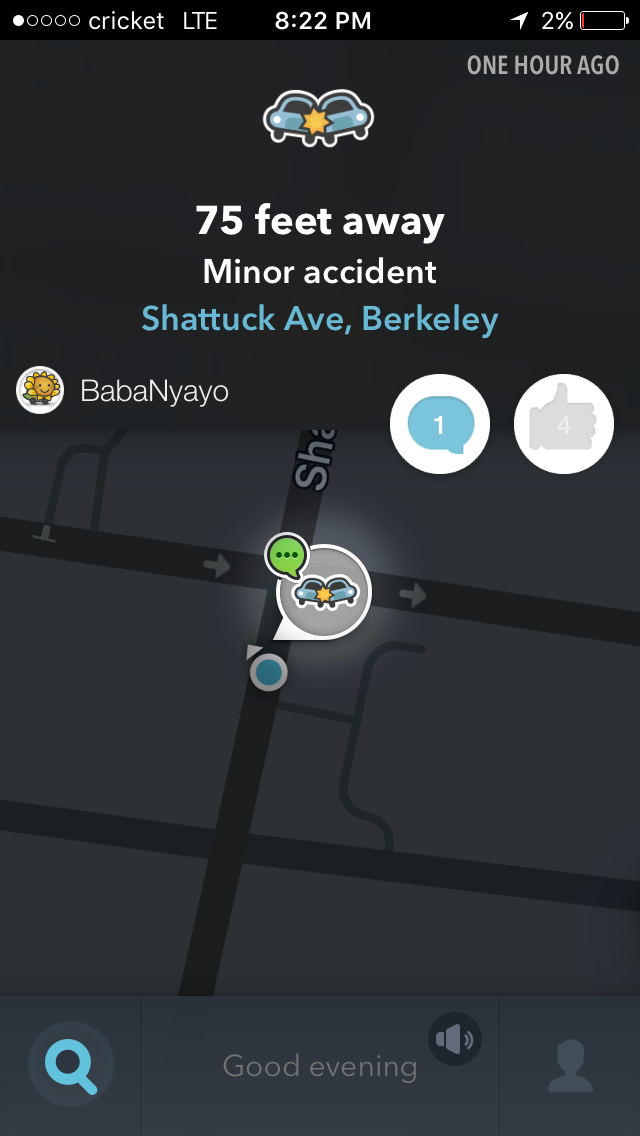 cricket LTE 8:22 PM 2%
ONE HOUR AGO
75 feet away
Minor accident
Shattuck Ave, Berkeley
BabaNyayo
1
4
Sha
Good evening